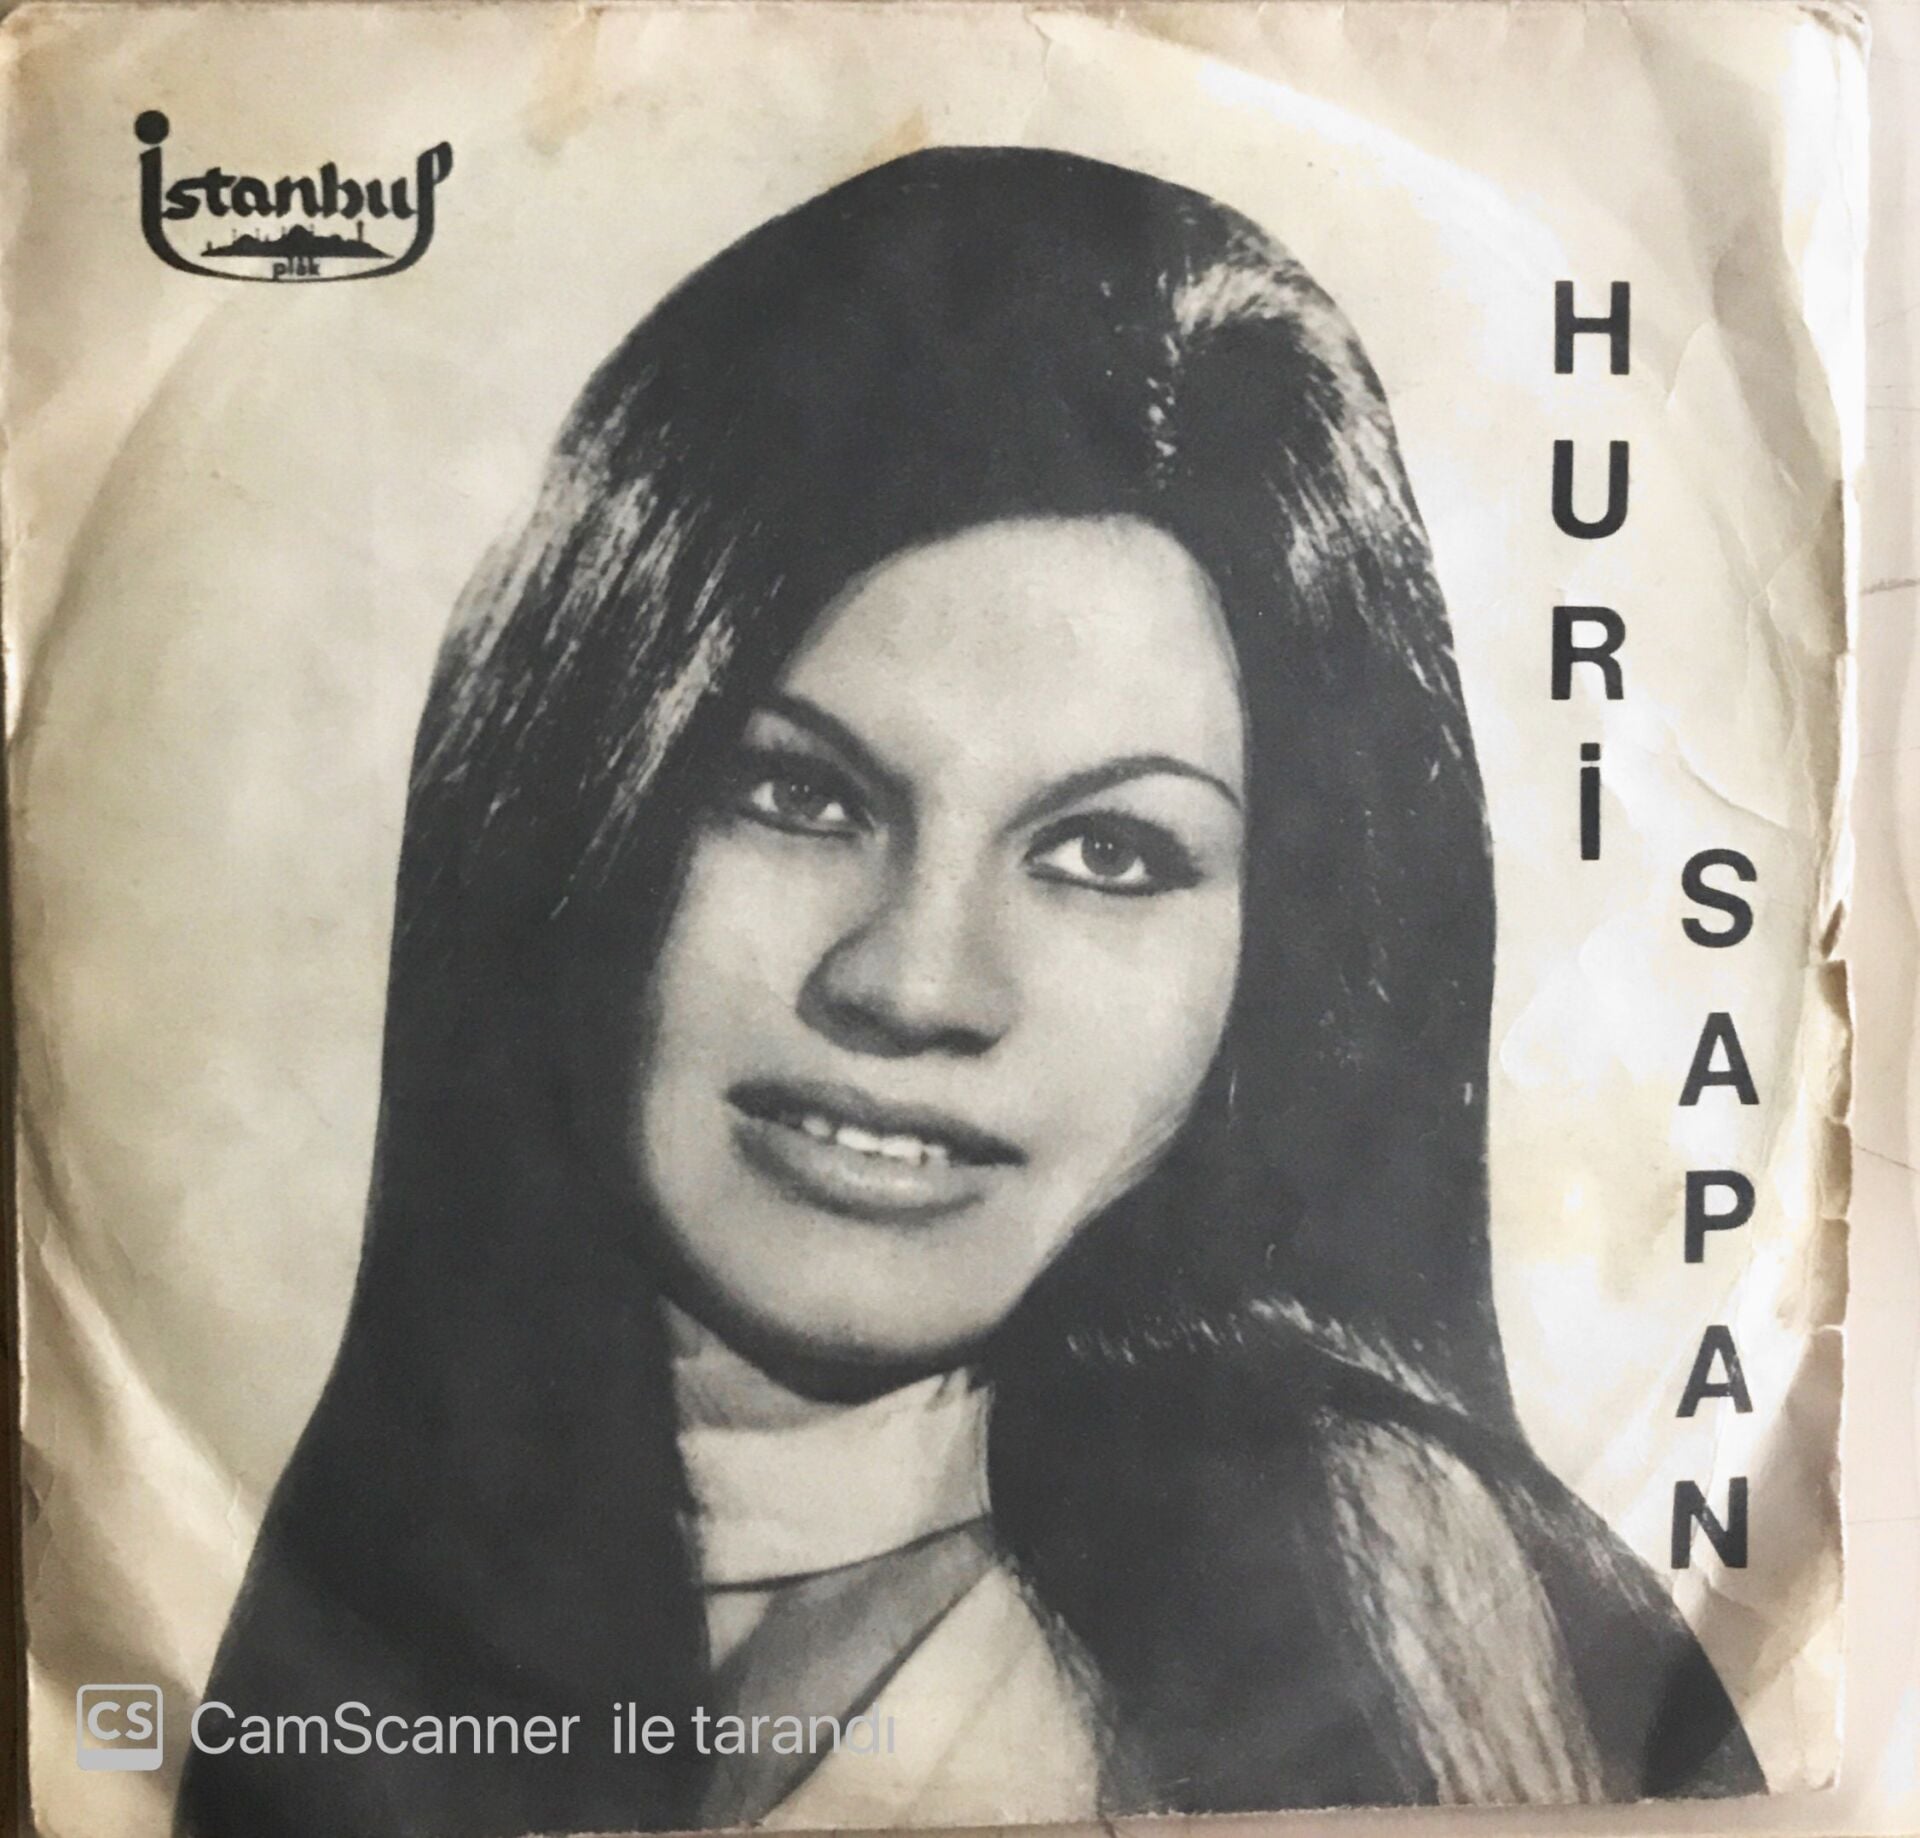 istanbul
plak
HURİ
SAPAN
CS CamScanner ile tarandı